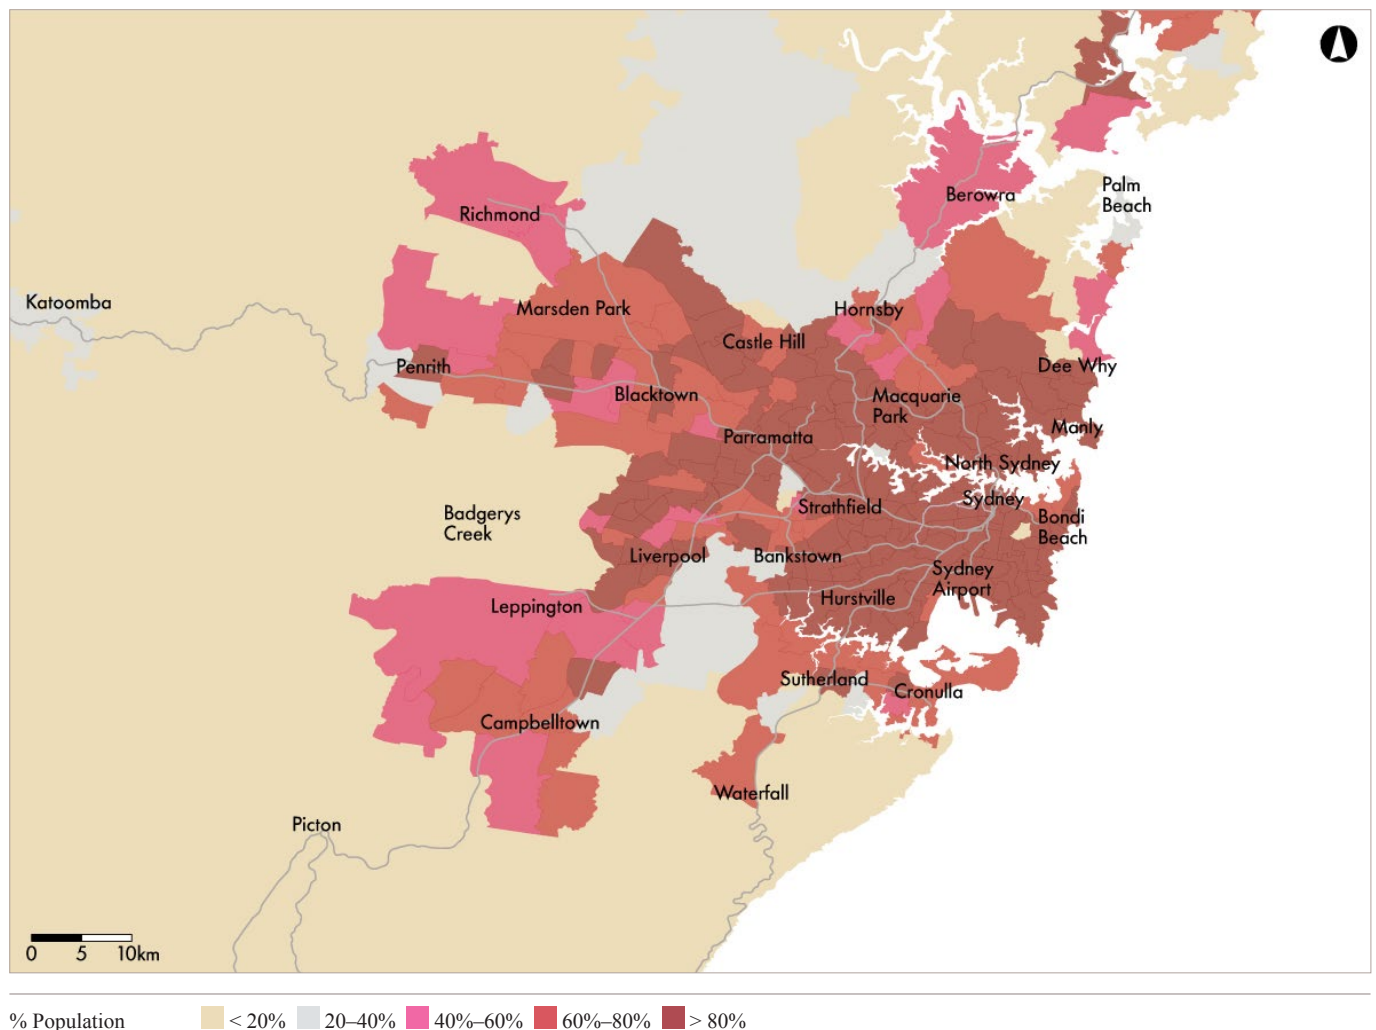 Palm
Beach
Berowra
Richmond
Katoomba
Marsden Park
Hornsby
Castle Hill
Penrith
Dee Why
Blacktown
Macquarie
Park
Manly
Parramatta
North Sydney
Sydney
Strathfield
Badgerys
Creek
Bondi
Beach
Liverpool
Bankstown
Sydney
Airport
Hurstville
Leppington
Sutherland
Cronulla
Campbelltown
Waterfall
Picton
0 5 10km
% Population < 20% 20–40% 40%–60% 60%–80% > 80%